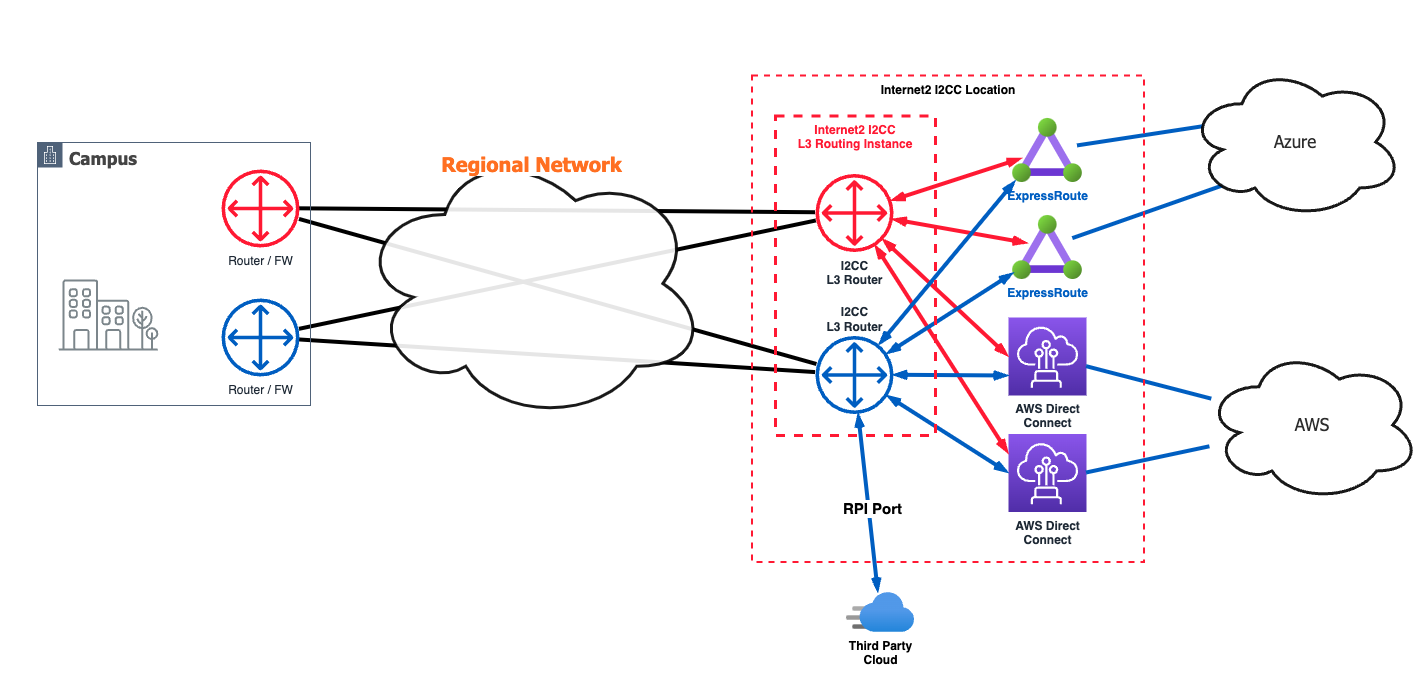 Campus
Router / FW
Router / FW
Regional Network
Internet2 I2CC Location
Internet2 I2CC
L3 Routing Instance
I2CC
L3 Router
I2CC
L3 Router
RPI Port
Third Party
Cloud
ExpressRoute
ExpressRoute
AWS Direct
Connect
AWS Direct
Connect
Azure
AWS